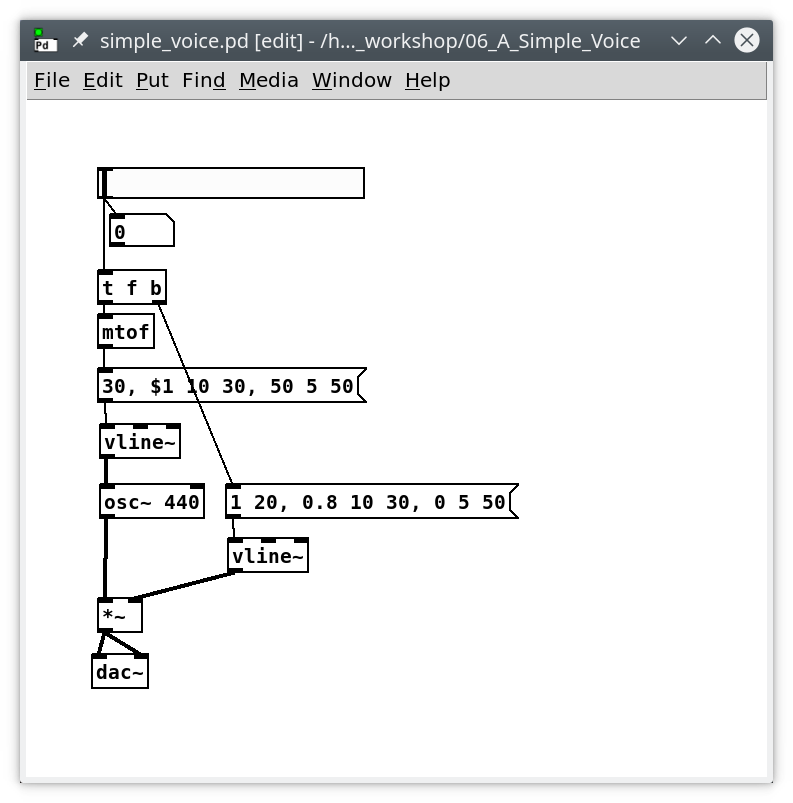 simple_voice.pd [edit] - /h..._workshop/06_A_Simple_Voice
Pd
File Edit Put Find Media Window Help
0
t f b
mtof
30, $1 10 30, 50 5 50
vline~
osc~ 440
1 20, 0.8 10 30, 0 5 50
vline~
*~
dac~